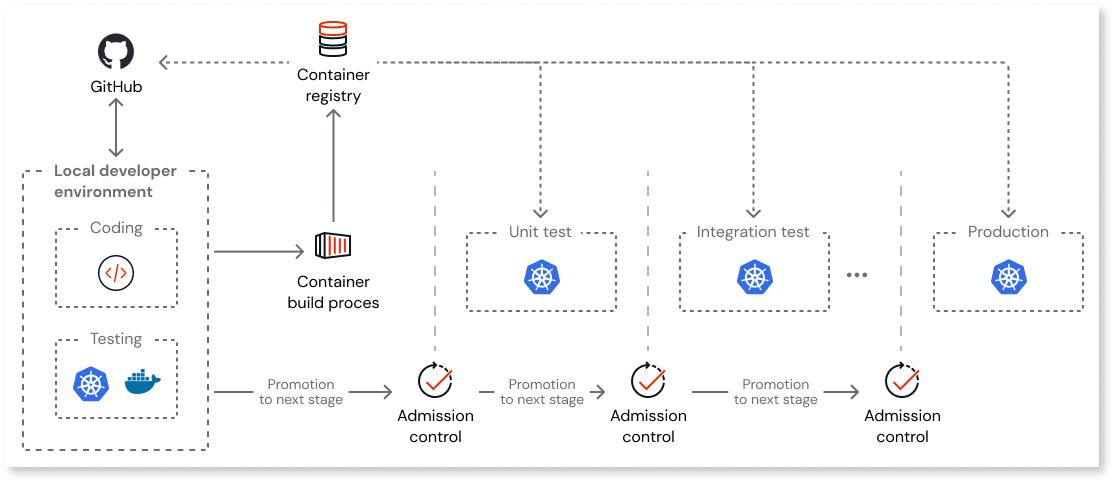 GitHub
Container
registry
Local developer
environment
Coding
Testing
Container
build proces
Unit test
Integration test
•••
Production
Promotion
to next stage
Admission
control
Promotion
to next stage
Admission
control
Promotion
to next stage
Admission
control